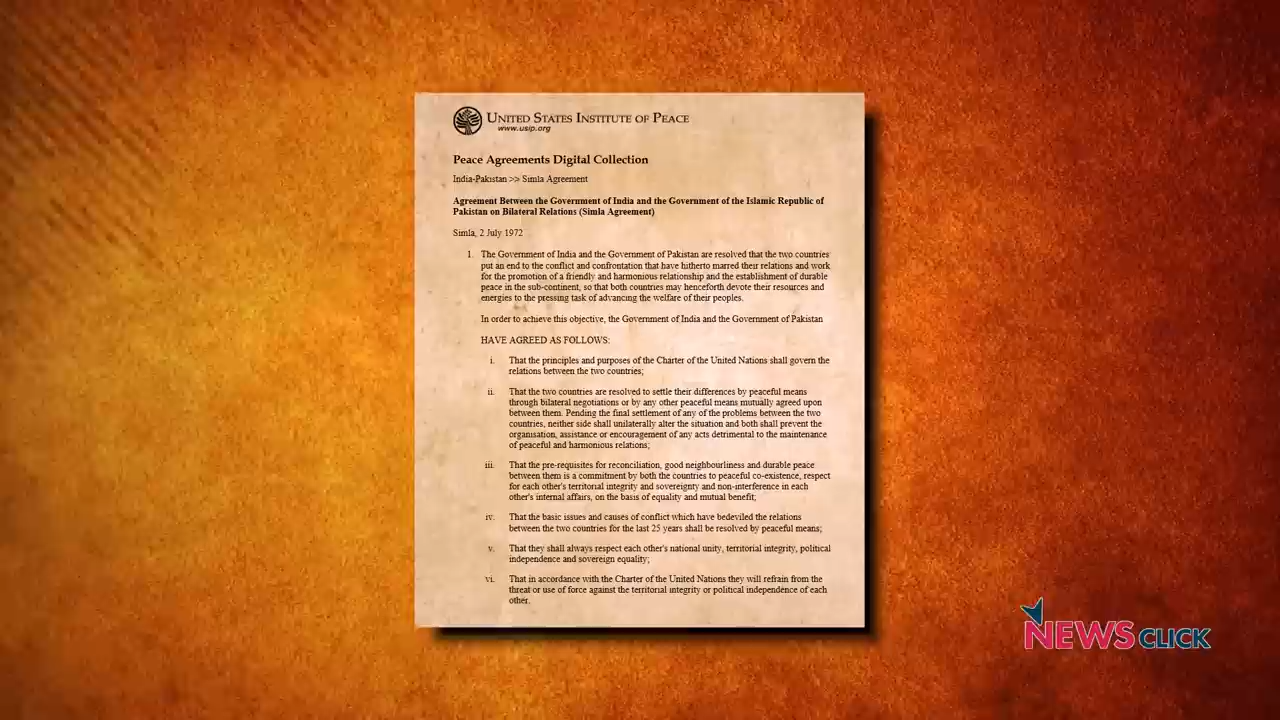 UNITED STATES INSTITUTE OF PEACE
www.usip.org
Peace Agreements Digital Collection
India-Pakistan >> Simla Agreement
Agreement Between the Government of India and the Government of the Islamic Republic of
Pakistan on Bilateral Relations (Simla Agreement)
Simla, 2 July 1972
1. The Government of India and the Government of Pakistan are resolved that the two countries
put an end to the conflict and confrontation that have hitherto marred their relations and work
for the promotion of a friendly and harmonious relationship and the establishment of durable
peace in the sub-continent, so that both countries may henceforth devote their resources and
energies to the pressing task of advancing the welfare of their peoples.
In order to achieve this objective, the Government of India and the Government of Pakistan
HAVE AGREED AS FOLLOWS:
i. That the principles and purposes of the Charter of the United Nations shall govern the
relations between the two countries;
ii. That the two countries are resolved to settle their differences by peaceful means
through bilateral negotiations or by any other peaceful means mutually agreed upon
between them. Pending the final settlement of any of the problems between the two
countries, neither side shall unilaterally alter the situation and both shall prevent the
organisation, assistance or encouragement of any acts detrimental to the maintenance
of peaceful and harmonious relations;
iii. That the pre-requisites for reconciliation, good neighbourliness and durable peace
between them is a commitment by both the countries to peaceful co-existence, respect
for each other's territorial integrity and sovereignty and non-interference in each
other's internal affairs, on the basis of equality and mutual benefit;
iv. That the basic issues and causes of conflict which have bedeviled the relations
between the two countries for the last 25 years shall be resolved by peaceful means;
v. That they shall always respect each other's national unity, territorial integrity, political
independence and sovereign equality;
vi. That in accordance with the Charter of the United Nations they will refrain from the
threat or use of force against the territorial integrity or political independence of each
other.
NEWSCLICK